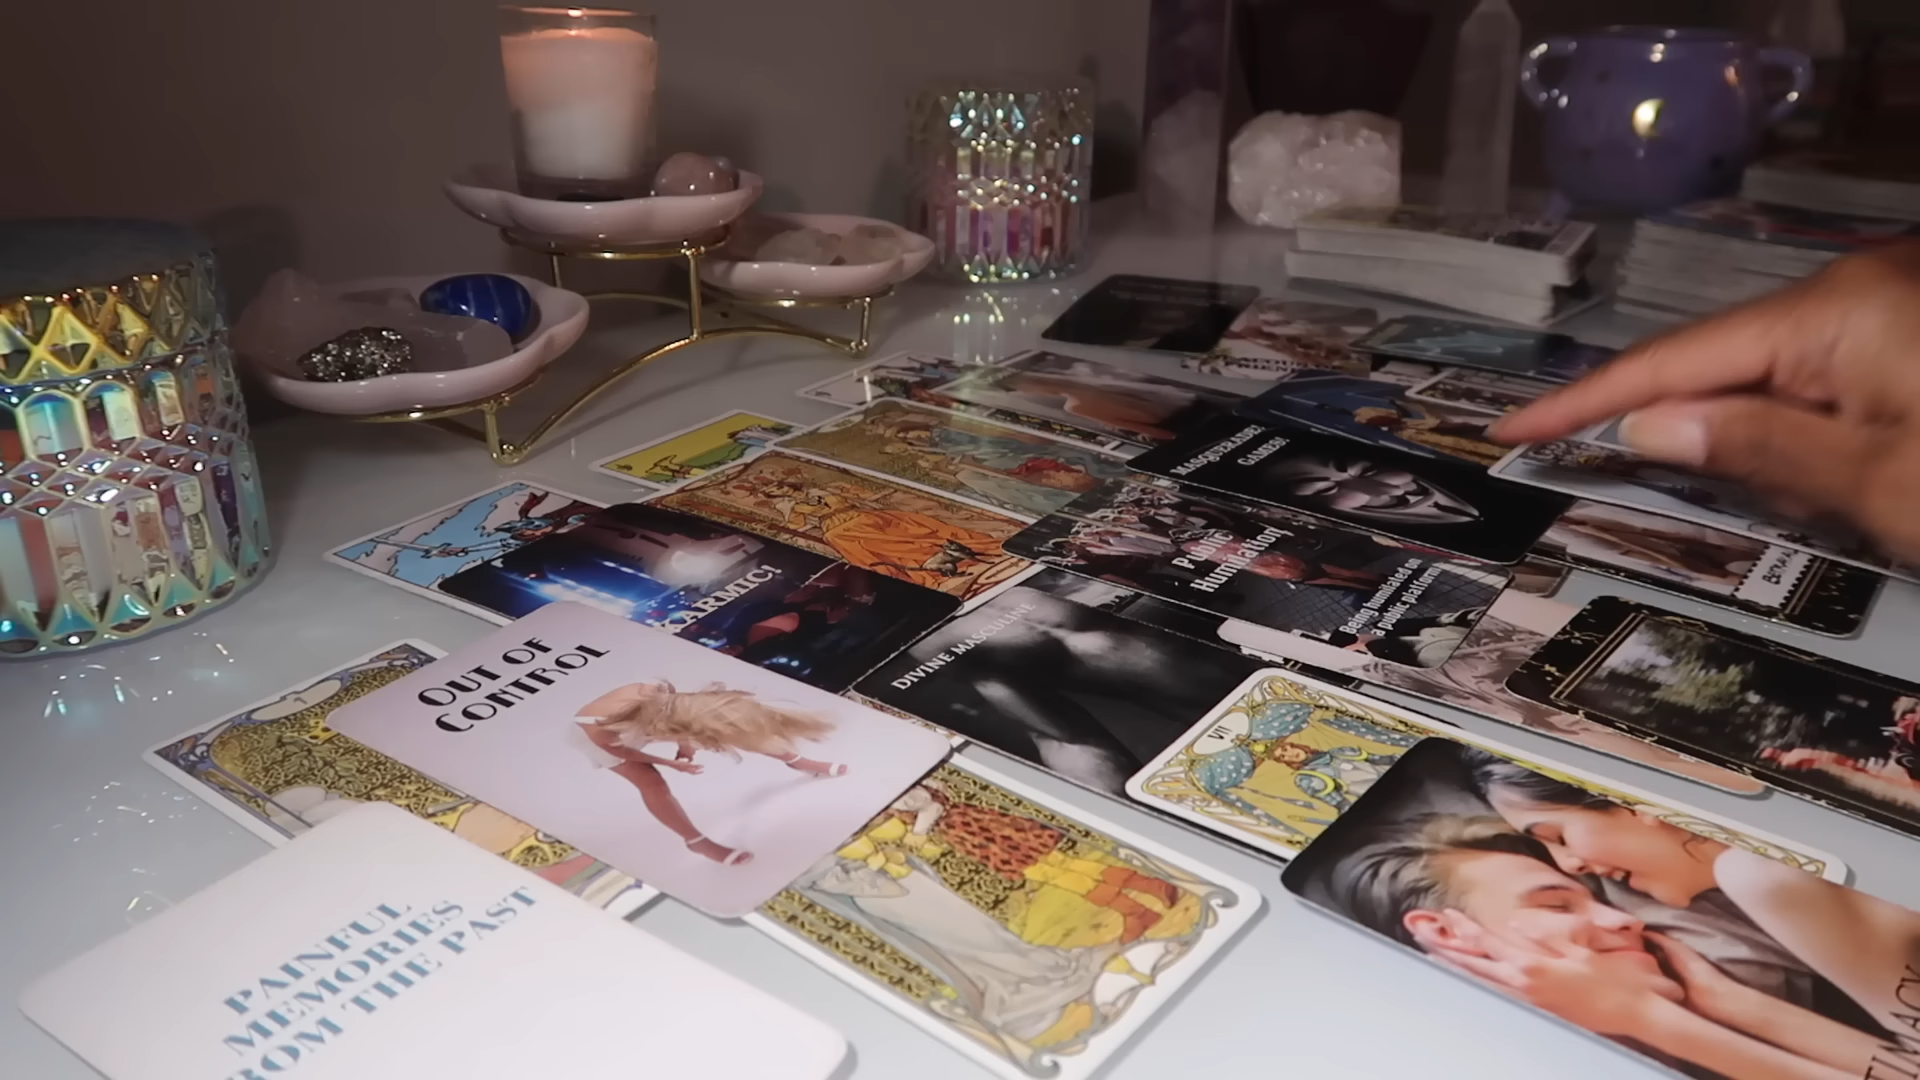 MASQUERADE
GAMES!
Public
Humiliation
Being humiliated on
a public platform
KARMIC!
DIVINE MASCULINE
OUT OF
CONTROL
VII
PAINFUL
MEMORIES
FROM THE PAST